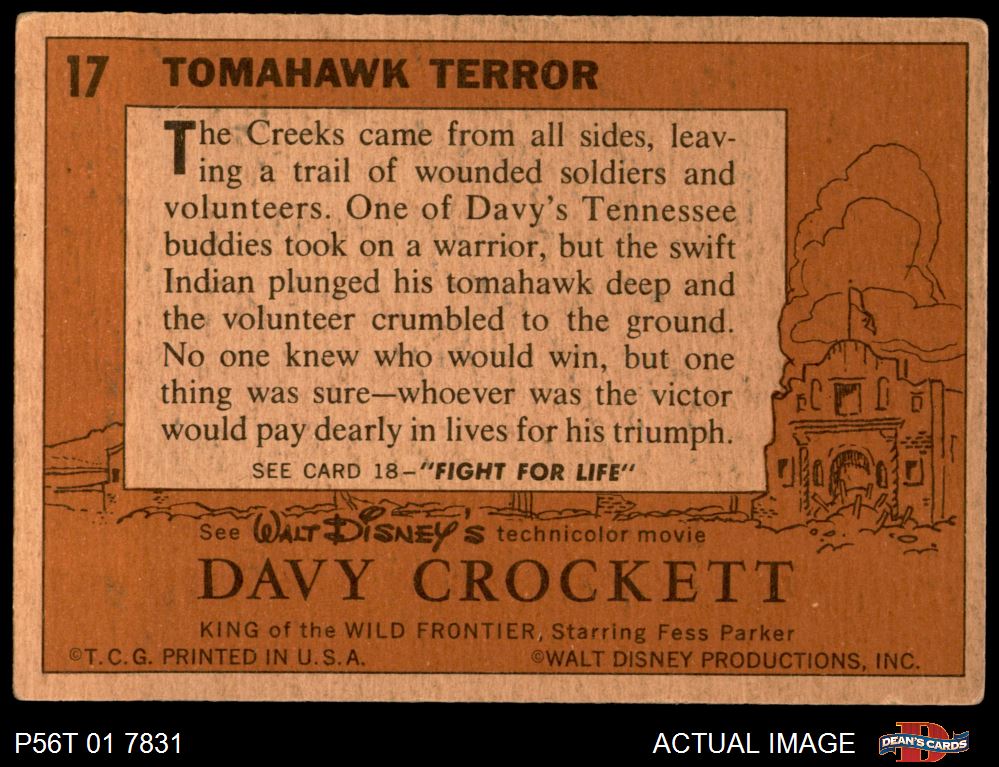 17 TOMAHAWK TERROR
The Creeks came from all sides, leav-
ing a trail of wounded soldiers and
volunteers. One of Davy's Tennessee
buddies took on a warrior, but the swift
Indian plunged his tomahawk deep and
the volunteer crumbled to the ground.
No one knew who would win, but one
thing was sure—whoever was the victor
would pay dearly in lives for his triumph.
SEE CARD 18–"FIGHT FOR LIFE"
See WALT DISNEY'S technicolor movie
DAVY CROCKETT
KING of the WILD FRONTIER, Starring Fess Parker
©T.C.G. PRINTED IN U.S.A. ©WALT DISNEY PRODUCTIONS, INC.
P56T 01 7831 ACTUAL IMAGE DEAN'S CARDS